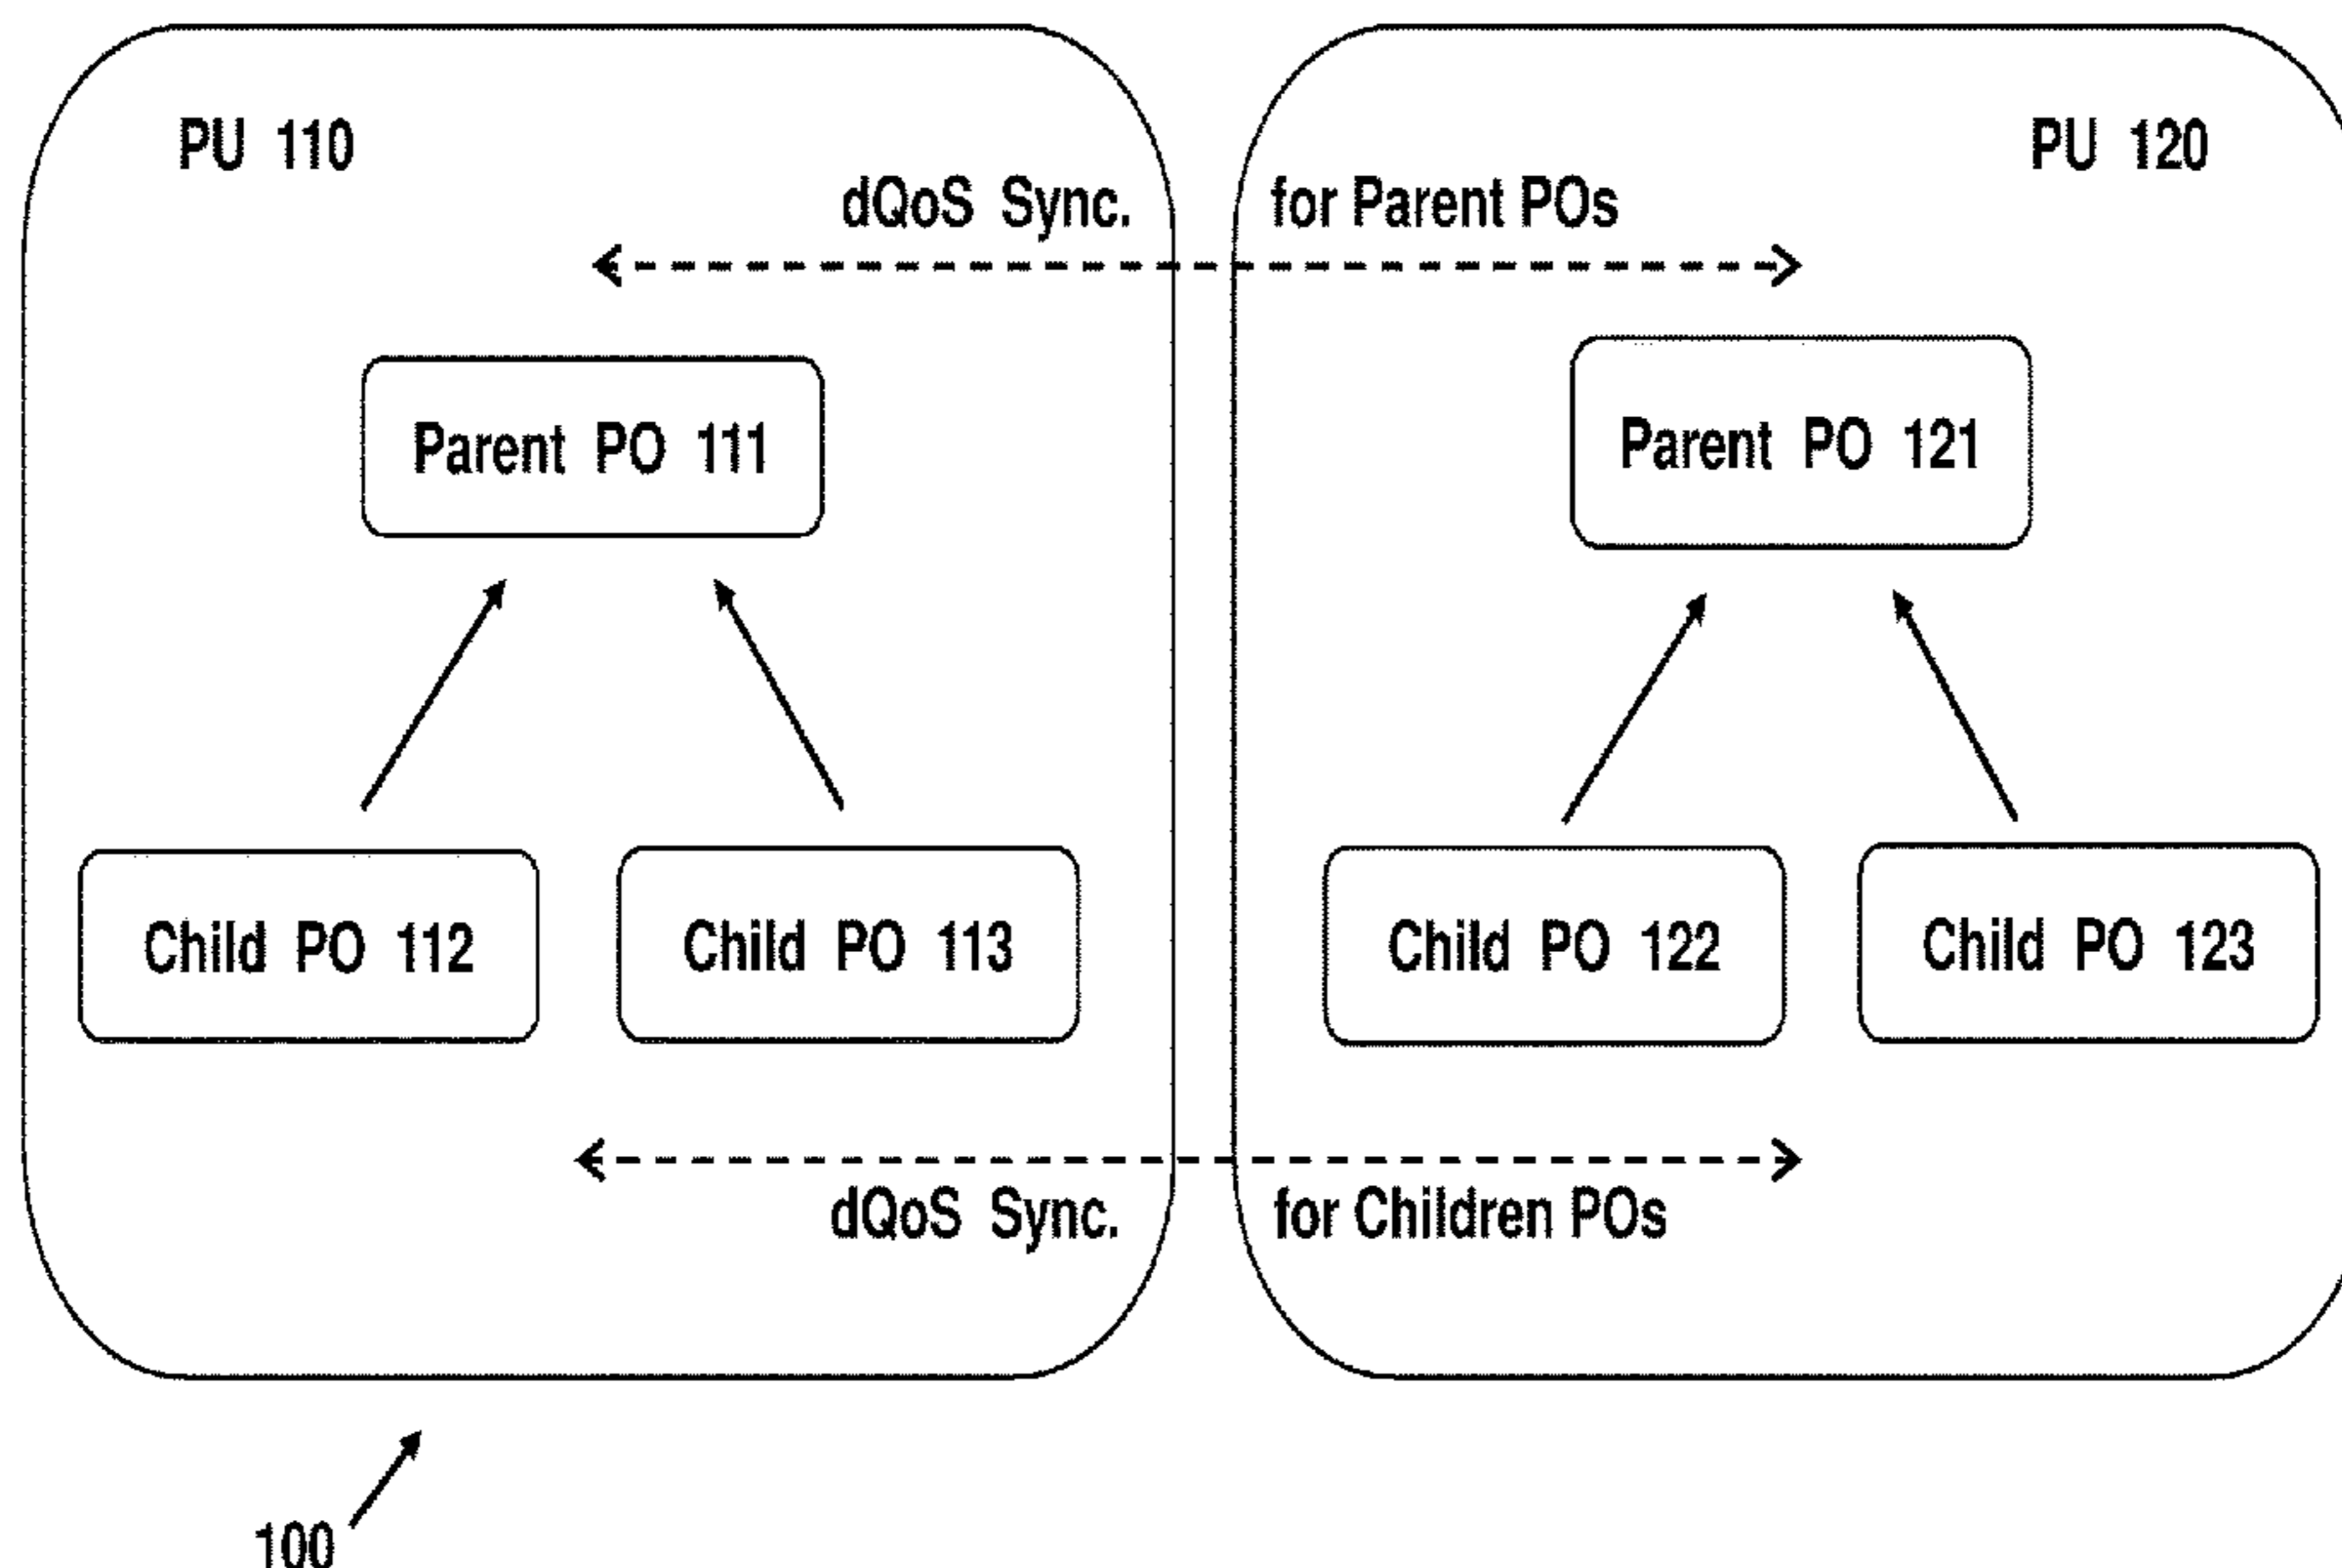 PU 110
PU 120
dQoS Sync. for Parent POs
Parent PO 111
Parent PO 121
Child PO 112
Child PO 113
Child PO 122
Child PO 123
dQoS Sync. for Children POs
100